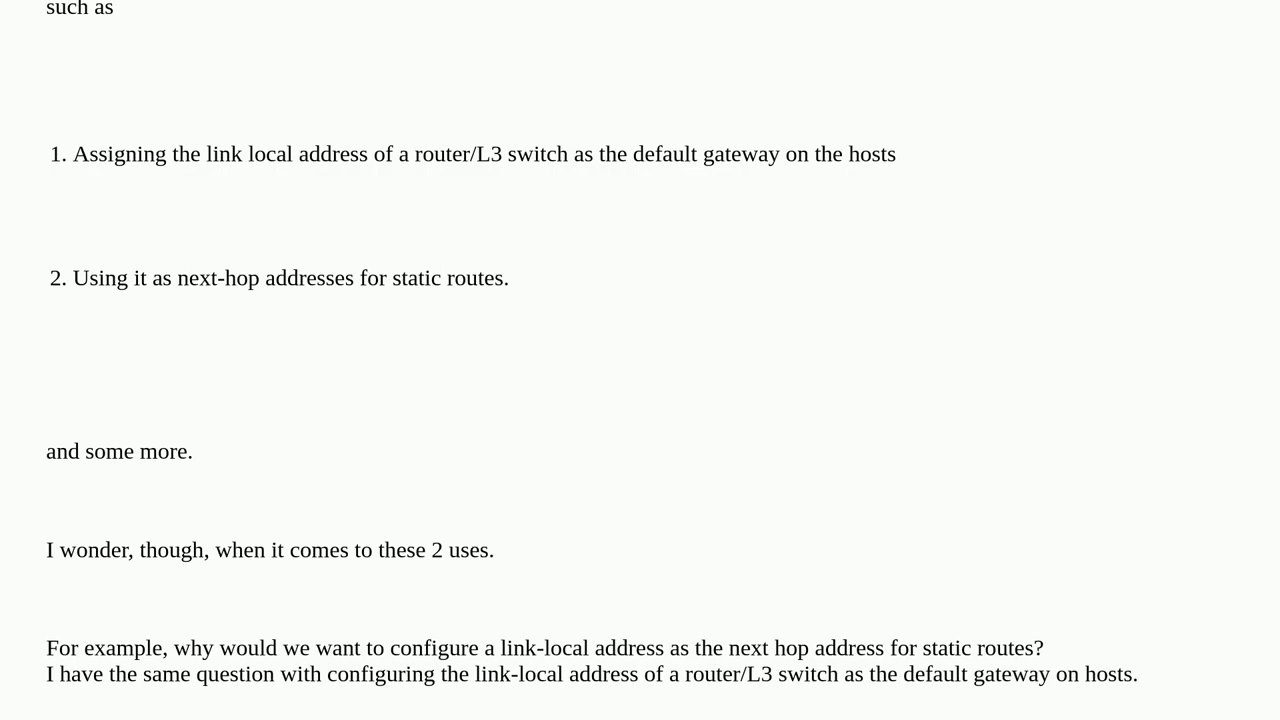 such as
1. Assigning the link local address of a router/L3 switch as the default gateway on the hosts
2. Using it as next-hop addresses for static routes.
and some more.
I wonder, though, when it comes to these 2 uses.
For example, why would we want to configure a link-local address as the next hop address for static routes?
I have the same question with configuring the link-local address of a router/L3 switch as the default gateway on hosts.